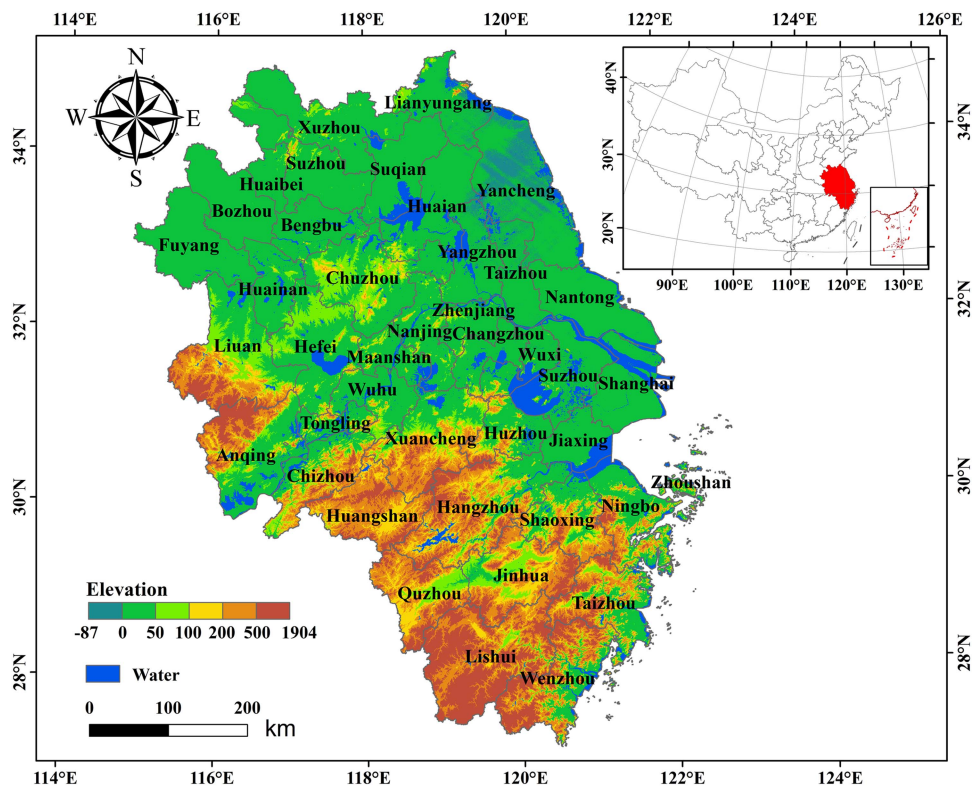 114°E 116°E 118°E 120°E 122°E 124°E 126°E
N
W E
S
34°N
32°N
30°N
28°N
34°N
32°N
30°N
28°N
40°N
30°N
20°N
40°N
30°N
20°N
90°E 100°E 110°E 120°E 130°E
Lianyungang
Xuzhou
Suzhou
Suqian
Huaibei
Yancheng
Bozhou
Huaian
Bengbu
Fuyang
Yangzhou
Taizhou
Chuzhou
Huainan
Nantong
Zhenjiang
Nanjing
Changzhou
Liuan
Hefei
Maanshan
Wuxi
Suzhou
Shanghai
Wuhu
Tongling
Xuancheng
Huzhou
Jiaxing
Anqing
Chizhou
Zhoushan
Huangshan
Hangzhou
Shaoxing
Ningbo
Jinhua
Quzhou
Taizhou
Lishui
Wenzhou
Elevation
-87 0 50 100 200 500 1904
Water
0 100 200
km
114°E 116°E 118°E 120°E 122°E 124°E